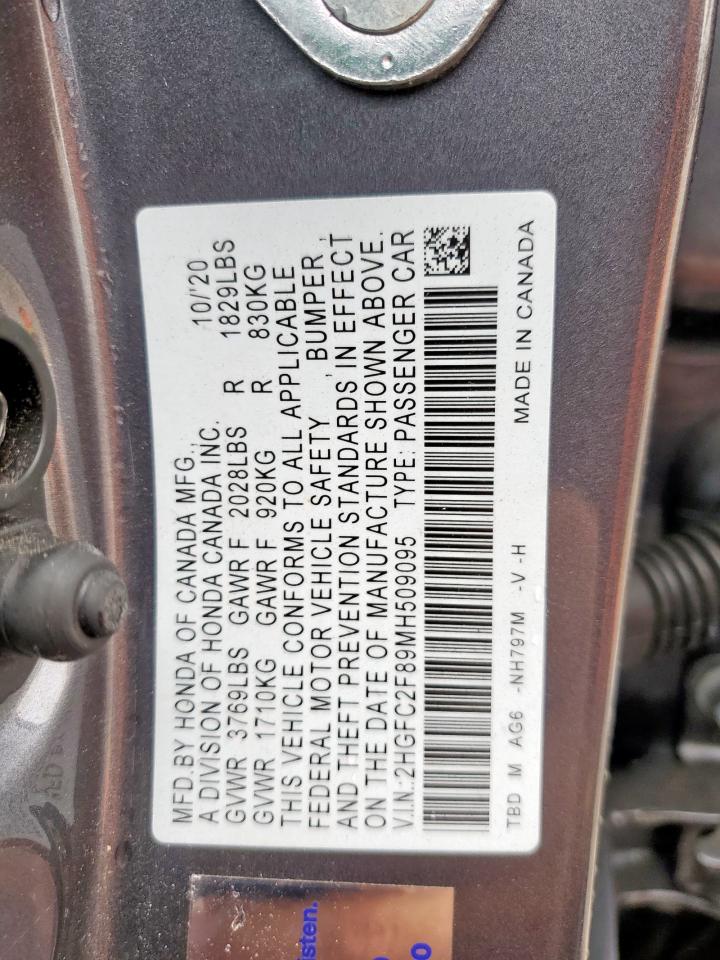 MFD.BY HONDA OF CANADA MFG., 10/'20
A DIVISION OF HONDA CANADA INC.
GVWR 3769LBS GAWR F 2028LBS R 1829LBS
GVWR 1710KG GAWR F 920KG R 830KG
THIS VEHICLE CONFORMS TO ALL APPLICABLE
FEDERAL MOTOR VEHICLE SAFETY , BUMPER ,
AND THEFT PREVENTION STANDARDS IN EFFECT
ON THE DATE OF MANUFACTURE SHOWN ABOVE.
V.I.N.:2HGFC2F89MH509095 TYPE: PASSENGER CAR
TBD M AG6 -NH797M -V -H MADE IN CANADA
isten.